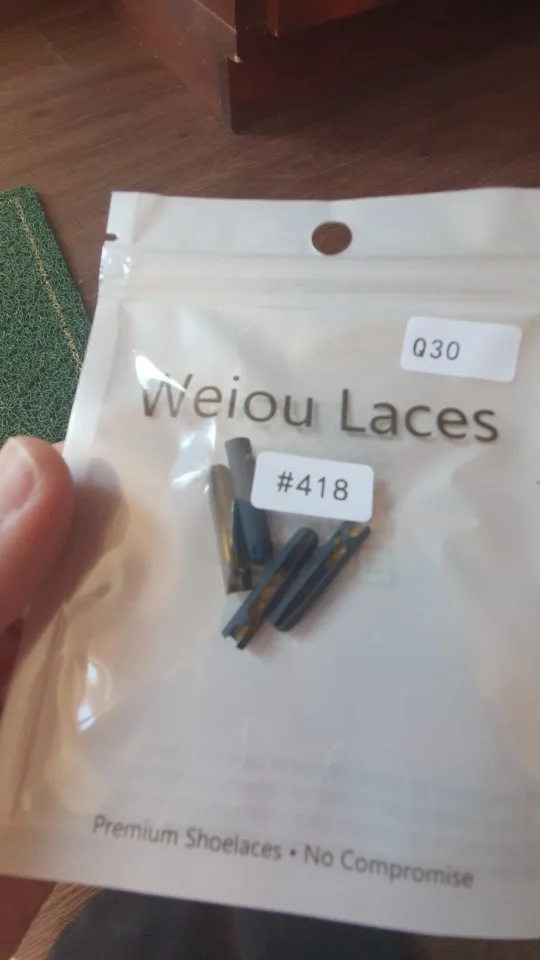 Q30
Weiou Laces
#418
Premium Shoelaces • No Compromise